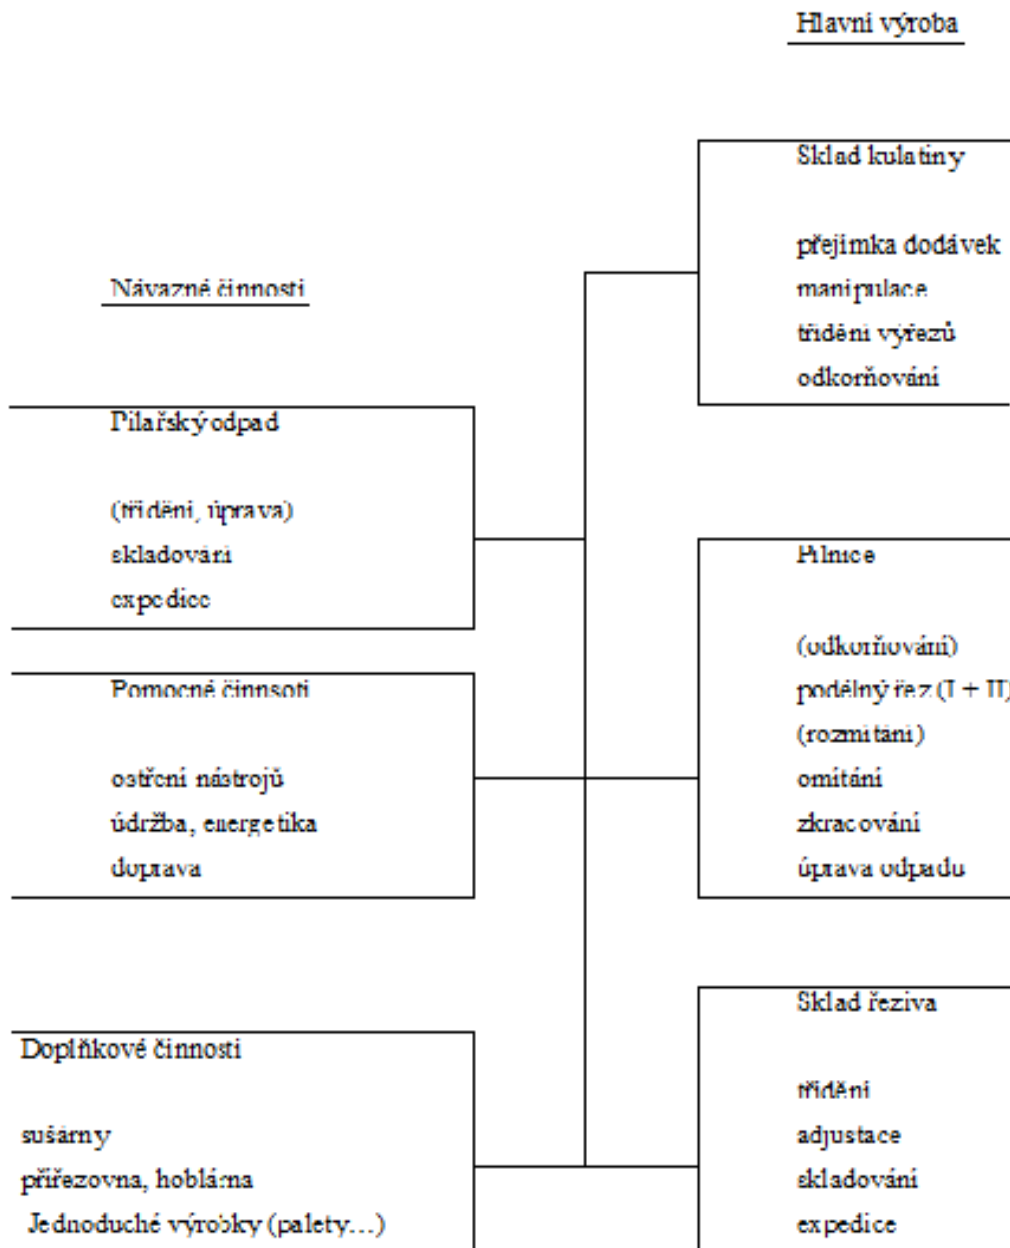 Hlavní výroba
Sklad kulatiny
přejímka dodávek
manipulace
třídění výřezů
odkorňování
Návazné činnosti
Pilařský odpad
(třídění, úprava)
skladování
expedice
Pilnice
(odkorňování)
podélný řez (I + II)
(rozmítání)
omítání
zkracování
úprava odpadu
Pomocné činnsoti
ostření nástrojů
údržba, energetika
doprava
Sklad řeziva
třídění
adjustace
skladování
expedice
Doplňkové činnosti
sušárny
přířezovna, hoblárna
Jednoduché výrobky (palety...)